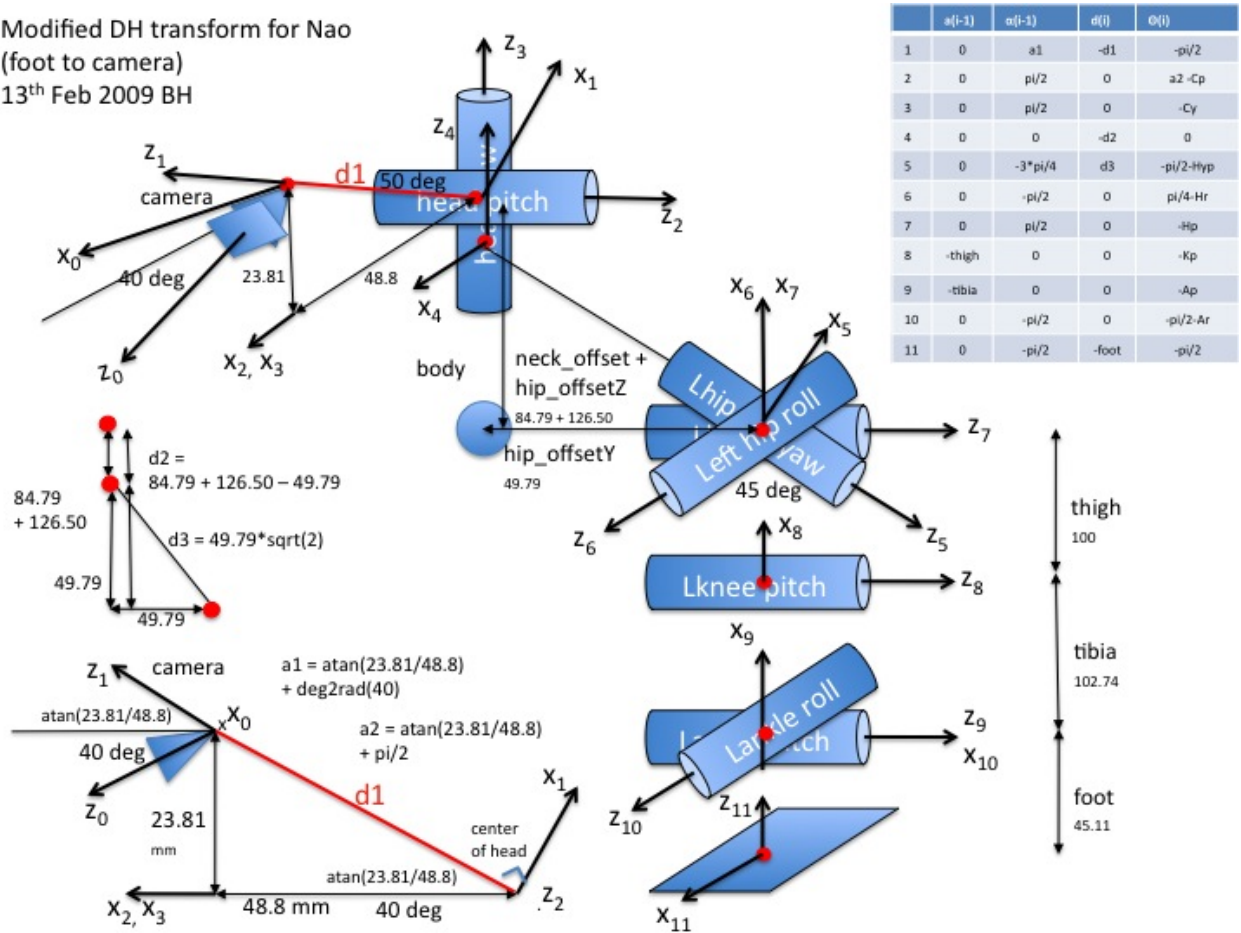 Modified DH transform for Nao
(foot to camera)
13th Feb 2009 BH
a(i-1) α(i-1) d(i) Θ(i)
1 0 a1 -d1 -pi/2
2 0 pi/2 0 a2 -Cp
3 0 pi/2 0 -Cy
4 0 0 -d2 0
5 0 -3*pi/4 d3 -pi/2-Hyp
6 0 -pi/2 0 pi/4-Hr
7 0 pi/2 0 -Hp
8 -thigh 0 0 -Kp
9 -tibia 0 0 -Ap
10 0 -pi/2 0 -pi/2-Ar
11 0 -pi/2 -foot -pi/2
z3
x1
z4
z1
d1
50 deg
camera
head pitch
z2
x0
40 deg
23.81
48.8
x4
z0
x2, x3
body
neck_offset +
hip_offsetZ
84.79 + 126.50
hip_offsetY
49.79
x6 x7
x5
Lhip
yaw
Left hip roll
z7
45 deg
z6
z5
d2 =
84.79 + 126.50 – 49.79
84.79
+ 126.50
d3 = 49.79*sqrt(2)
49.79
49.79
x8
Lknee pitch
z8
thigh
100
tibia
102.74
foot
45.11
x9
Lankle roll
La
pitch
z9
x10
z10
z11
x11
z1
camera
a1 = atan(23.81/48.8)
+ deg2rad(40)
atan(23.81/48.8)
x x0
a2 = atan(23.81/48.8)
+ pi/2
40 deg
z0
d1
x1
23.81
mm
center
of head
atan(23.81/48.8)
z2
x2, x3
48.8 mm
40 deg